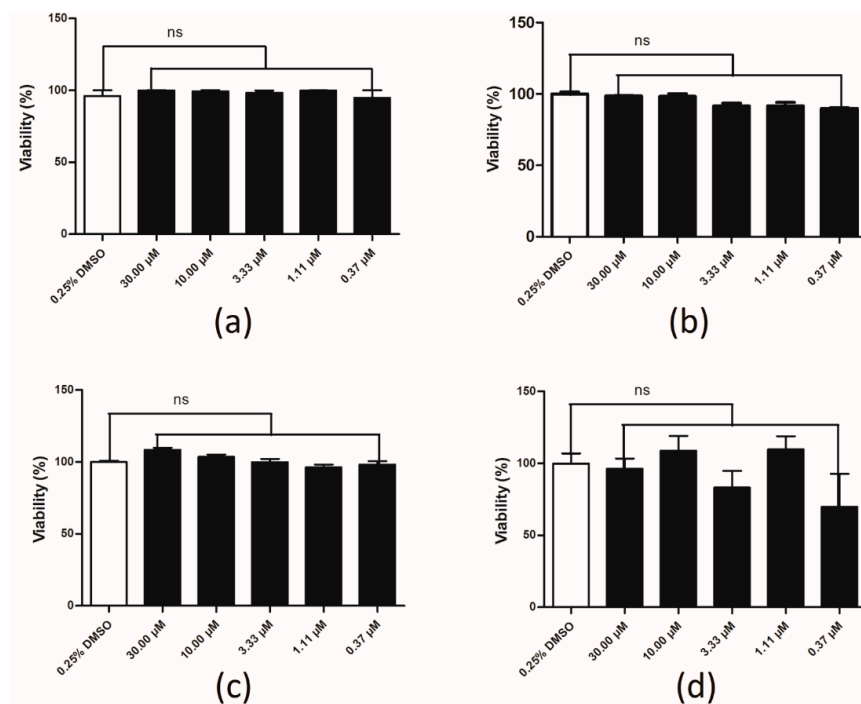 ns
150
100
50
0
Viability (%)
0.25% DMSO
30.00 µM
10.00 µM
3.33 µM
1.11 µM
0.37 µM
(a)
ns
150
100
50
0
Viability (%)
0.25% DMSO
30.00 µM
10.00 µM
3.33 µM
1.11 µM
0.37 µM
(b)
ns
150
100
50
0
Viability (%)
0.25% DMSO
30.00 µM
10.00 µM
3.33 µM
1.11 µM
0.37 µM
(c)
ns
150
100
50
0
Viability (%)
0.25% DMSO
30.00 µM
10.00 µM
3.33 µM
1.11 µM
0.37 µM
(d)